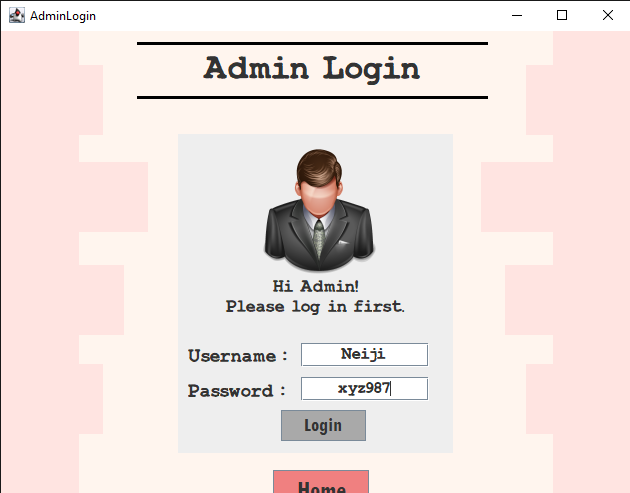 AdminLogin
Admin Login
Hi Admin!
Please log in first.
Username : Neiji
Password : xyz987
Login
Home